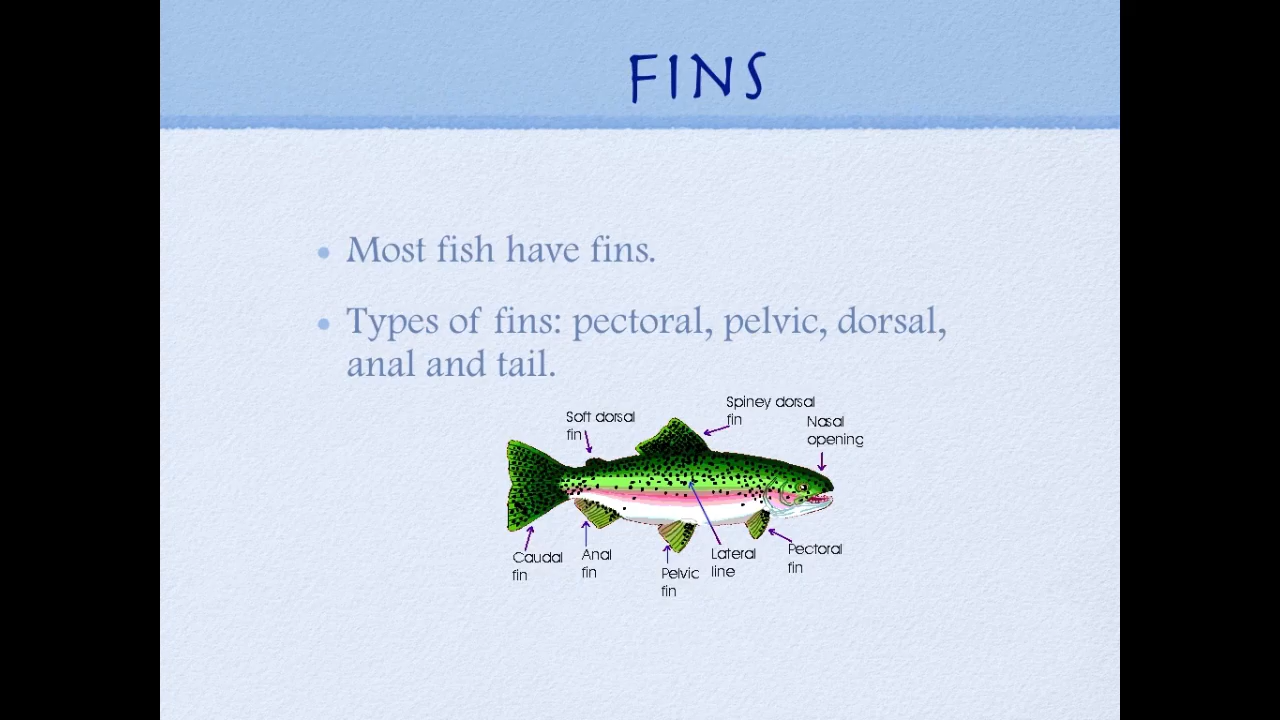 FINS
• Most fish have fins.
• Types of fins: pectoral, pelvic, dorsal,
anal and tail.
Spiney dorsal
fin
Soft dorsal
fin
Nasal
opening
Caudal
fin
Anal
fin
Pelvic
fin
Lateral
line
Pectoral
fin